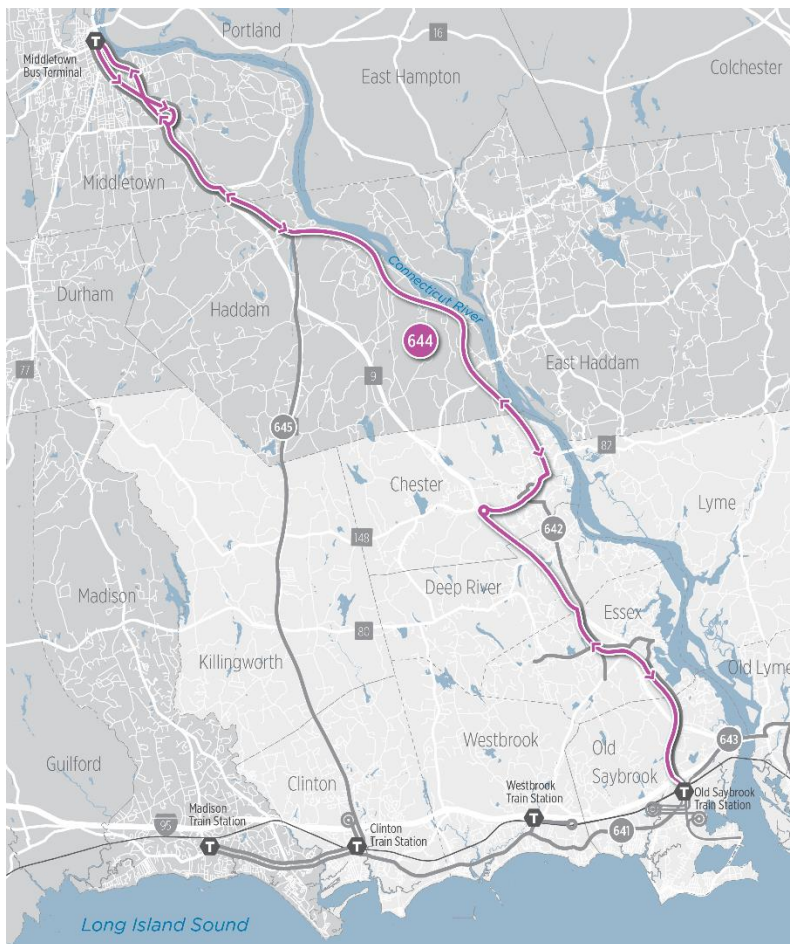 Portland
16
Middletown
Bus Terminal
East Hampton
Colchester
Middletown
Connecticut River
Durham
Haddam
644
East Haddam
77
9
645
82
Chester
Lyme
642
148
Deep River
Madison
Essex
80
Killingworth
Old Lyme
Westbrook
Old
Saybrook
643
Guilford
Clinton
Westbrook
Train Station
Old Saybrook
Train Station
Madison
Train Station
95
Clinton
Train Station
641
T
T
T
T
T
Long Island Sound